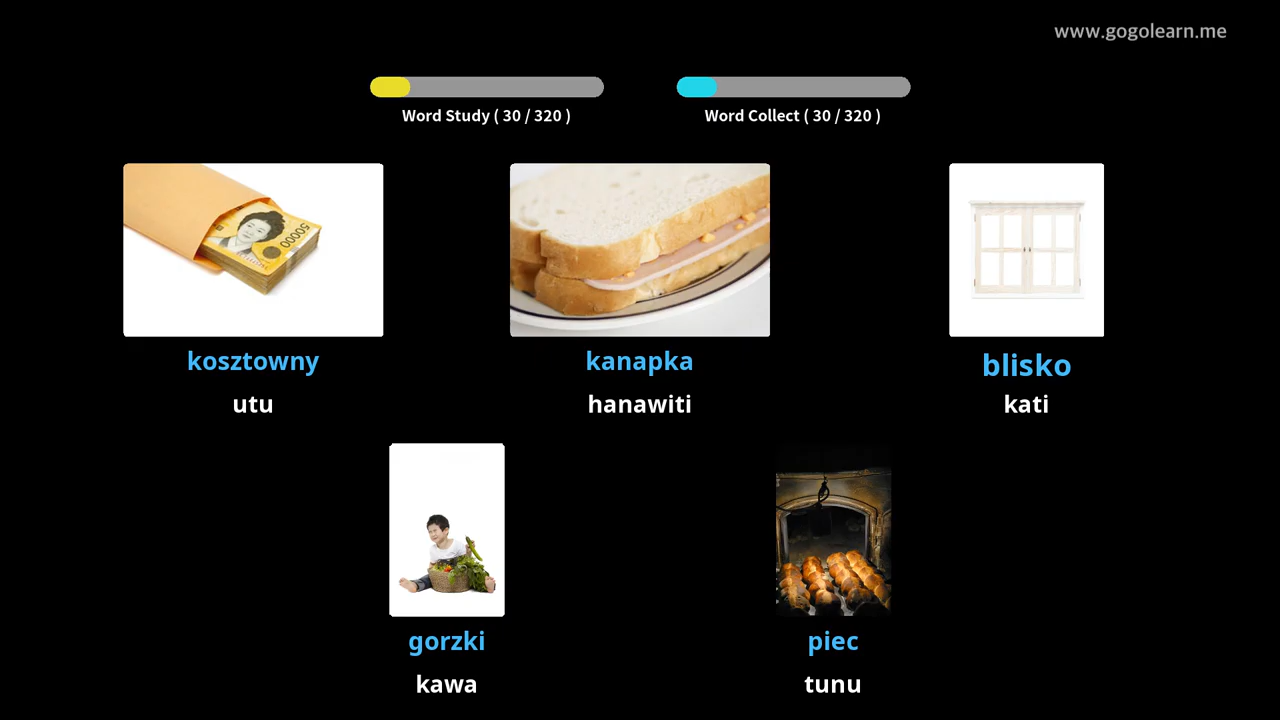 www.gogolearn.me
Word Study ( 30 / 320 )
Word Collect ( 30 / 320 )
50000
kosztowny
utu
kanapka
hanawiti
blisko
kati
gorzki
kawa
piec
tunu